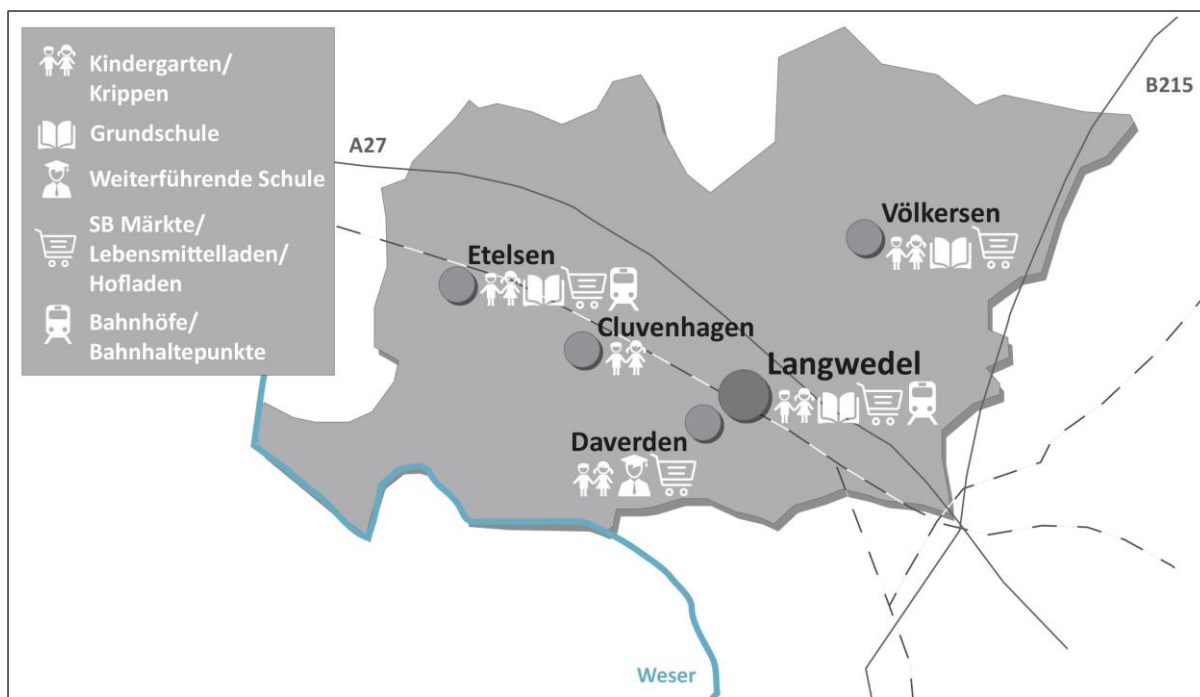 Kindergarten/
Krippen
Grundschule
Weiterführende Schule
SB Märkte/
Lebensmittelladen/
Hofladen
Bahnhöfe/
Bahnhaltepunkte
A27
B215
Völkersen
Etelsen
Cluvenhagen
Langwedel
Daverden
Weser